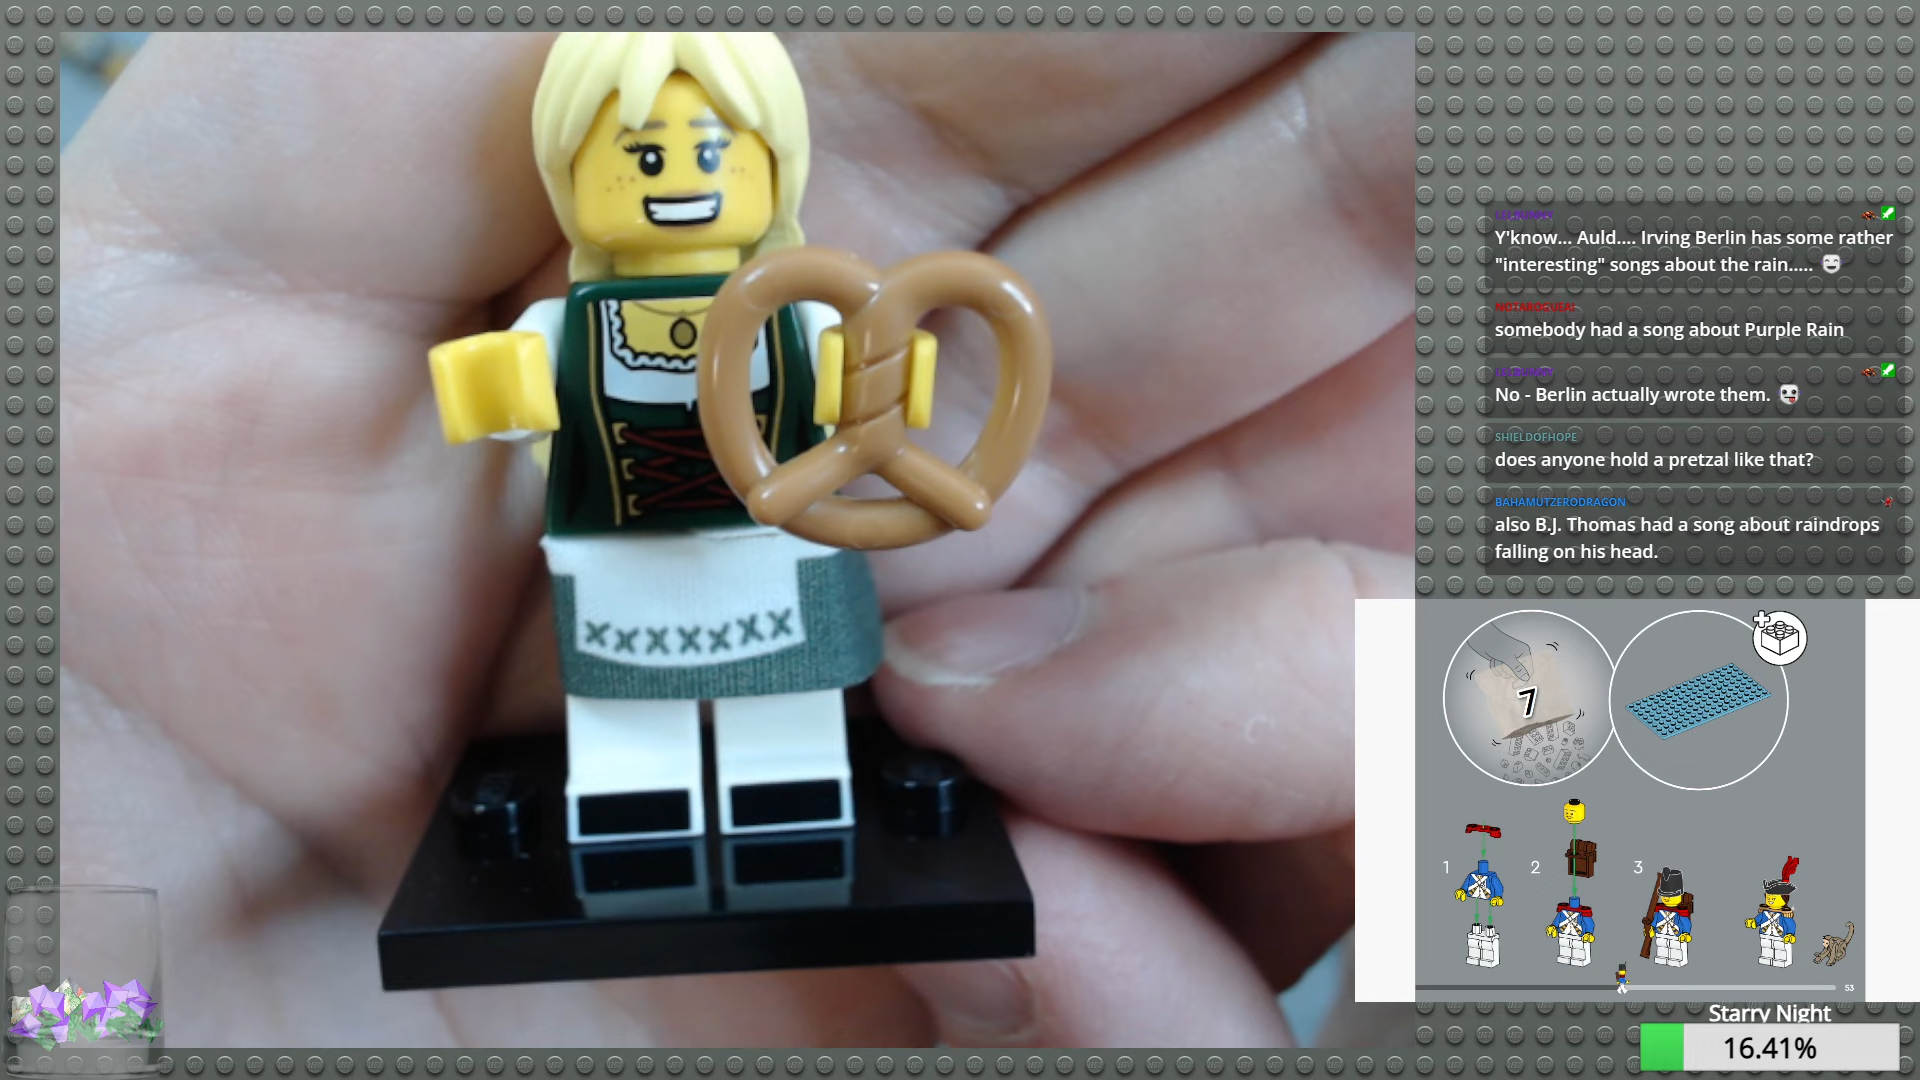 Y'know... Auld.... Irving Berlin has some rather
"interesting" songs about the rain.....
NOTAROGUEAI
somebody had a song about Purple Rain
No - Berlin actually wrote them.
SHIELDOFHOPE
does anyone hold a pretzal like that?
BAHAMUTZERODRAGON
also B.J. Thomas had a song about raindrops
falling on his head.
7
1
2
3
53
Starry Night
16.41%